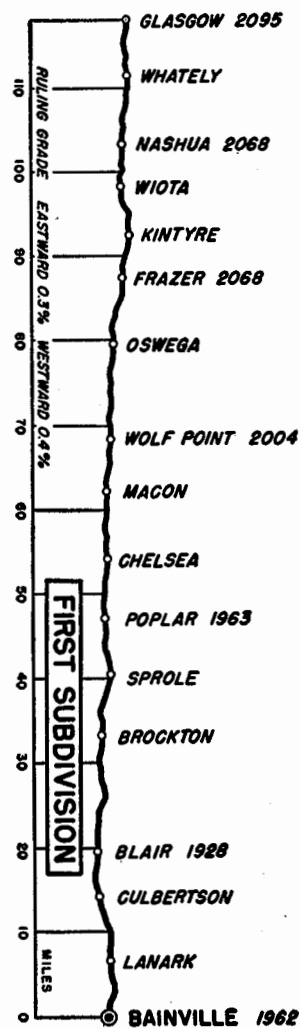 GLASGOW 2095
WHATELY
NASHUA 2068
WIOTA
KINTYRE
FRAZER 2068
OSWEGA
WOLF POINT 2004
MACON
CHELSEA
POPLAR 1963
SPROLE
BROCKTON
BLAIR 1928
CULBERTSON
LANARK
BAINVILLE 1962
110
100
90
80
70
60
50
40
30
20
10
0
RULING GRADE EASTWARD 0.3% WESTWARD 0.4%
FIRST SUBDIVISION
MILES